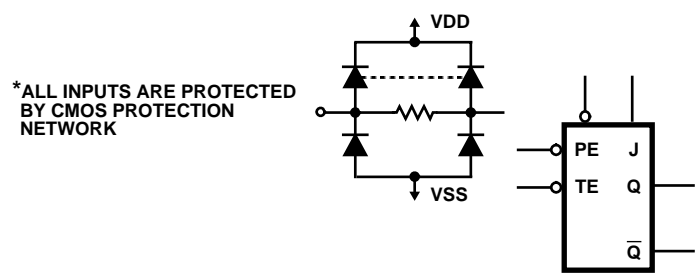 VDD
*ALL INPUTS ARE PROTECTED
BY CMOS PROTECTION
NETWORK
VSS
PE J
TE Q
Q̅